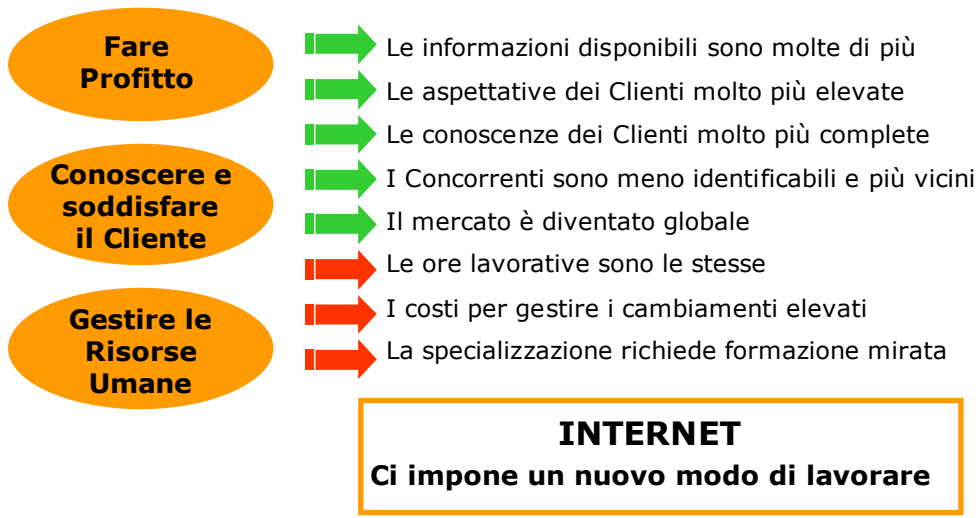 Fare
Profitto
Conoscere e
soddisfare
il Cliente
Gestire le
Risorse
Umane
Le informazioni disponibili sono molte di più
Le aspettative dei Clienti molto più elevate
Le conoscenze dei Clienti molto più complete
I Concorrenti sono meno identificabili e più vicini
Il mercato è diventato globale
Le ore lavorative sono le stesse
I costi per gestire i cambiamenti elevati
La specializzazione richiede formazione mirata
INTERNET
Ci impone un nuovo modo di lavorare